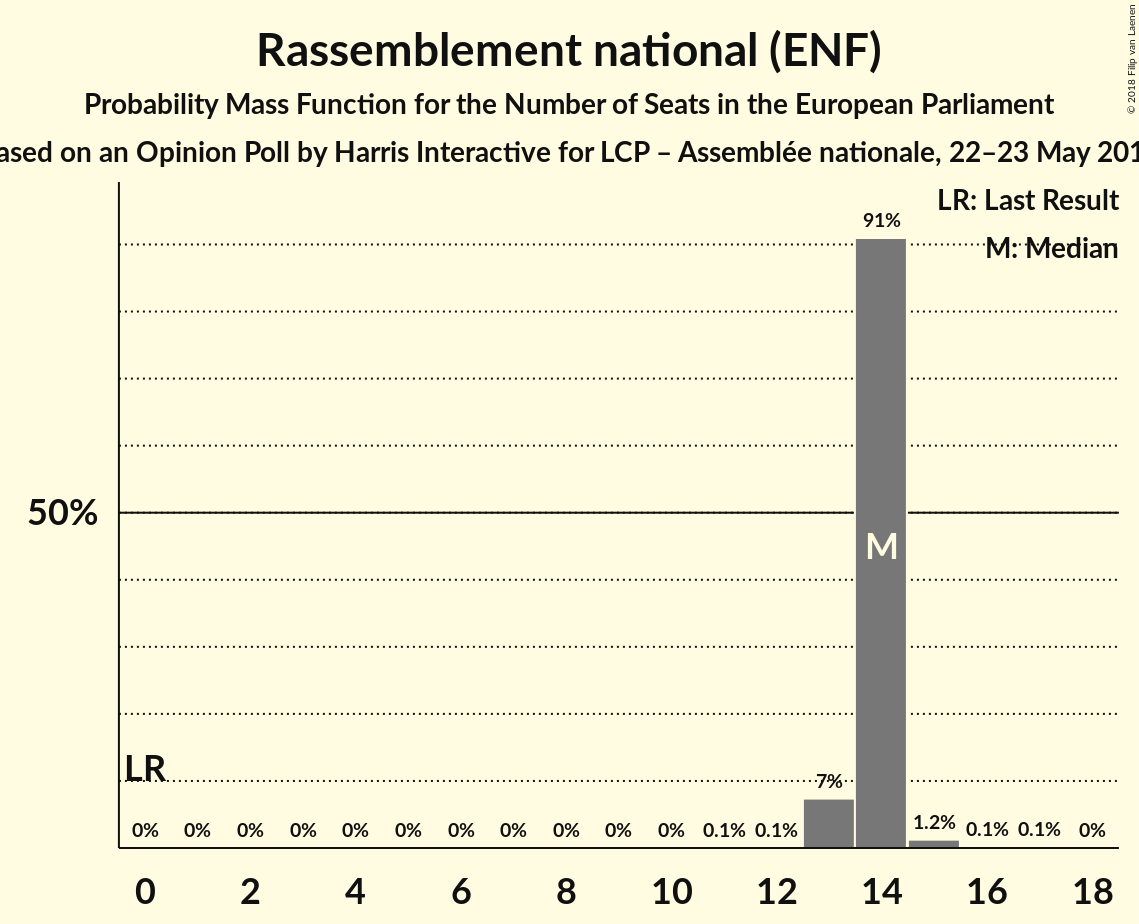 Rassemblement national (ENF)
Probability Mass Function for the Number of Seats in the European Parliament
ased on an Opinion Poll by Harris Interactive for LCP – Assemblée nationale, 22–23 May 201
© 2018 Filip van Laenen
LR: Last Result
M: Median
91%
50%
M
LR
7%
0% 0% 0% 0% 0% 0% 0% 0% 0% 0% 0% 0.1% 0.1% 1.2% 0.1% 0.1% 0%
0 2 4 6 8 10 12 14 16 18